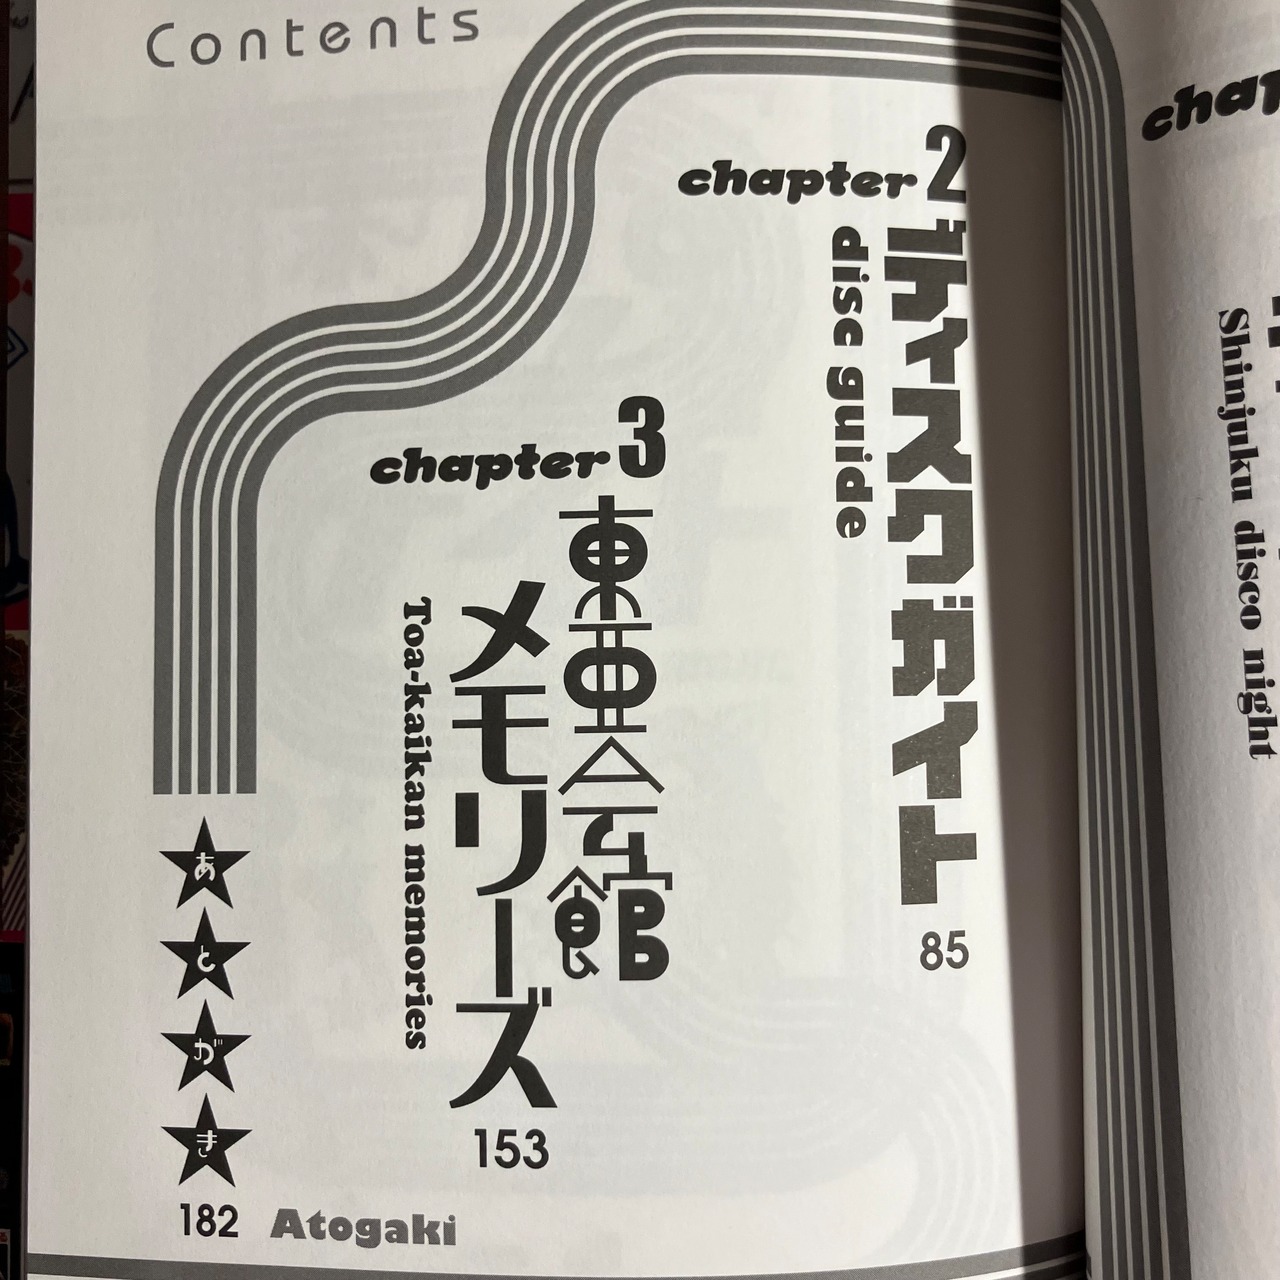 Contents
chap
Shinjuku disco night
chapter 2
ディスクガイド
disc guide
85
chapter 3
東亜会館
メモリーズ
Toa-kaikan memories
153
あとがき
182 Atogaki